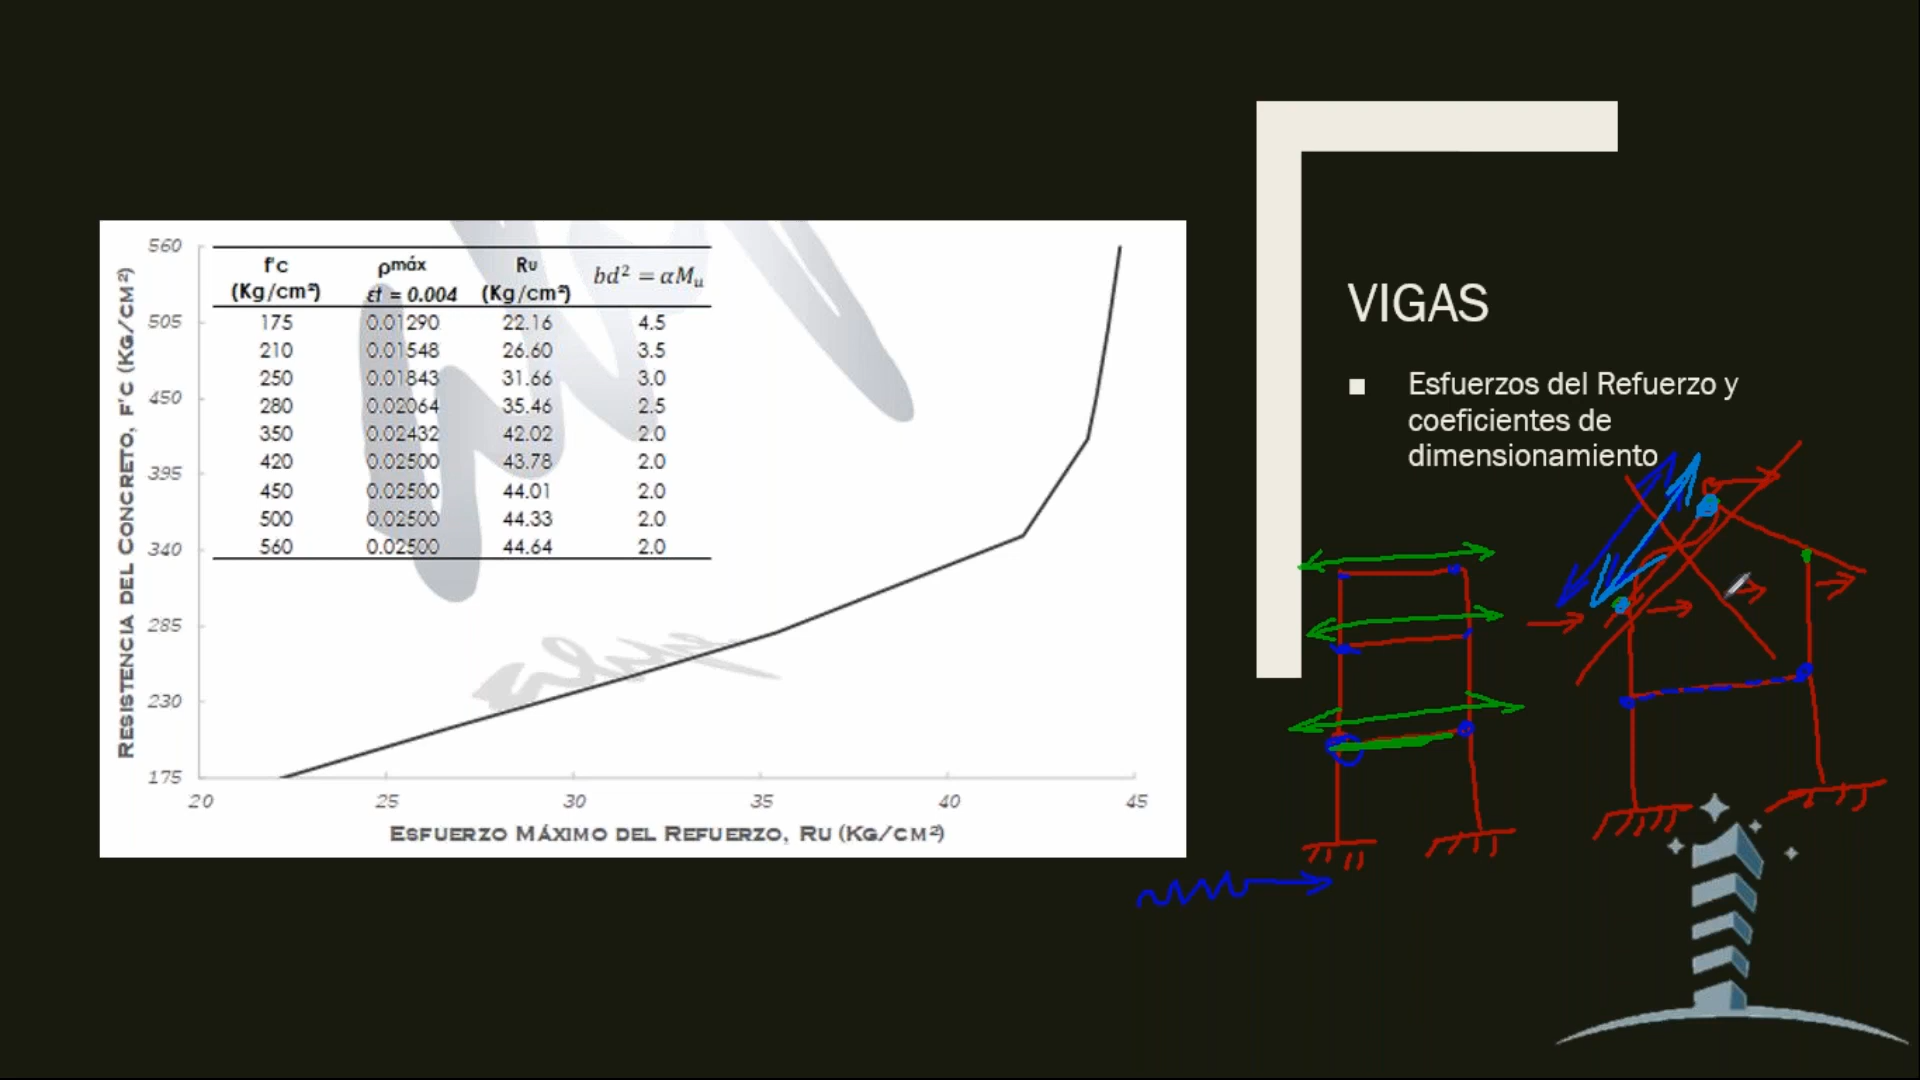 VIGAS
■ Esfuerzos del Refuerzo y
coeficientes de
dimensionamiento
RESISTENCIA DEL CONCRETO, F'C (KG/CM²)
560
505
450
395
340
285
230
175
f'c ρmáx Ru bd² = αMᵤ
(Kg/cm²) εt = 0.004 (Kg/cm²)
175 0.01290 22.16 4.5
210 0.01548 26.60 3.5
250 0.01843 31.66 3.0
280 0.02064 35.46 2.5
350 0.02432 42.02 2.0
420 0.02500 43.78 2.0
450 0.02500 44.01 2.0
500 0.02500 44.33 2.0
560 0.02500 44.64 2.0
20 25 30 35 40 45
ESFUERZO MÁXIMO DEL REFUERZO, RU (KG/CM²)